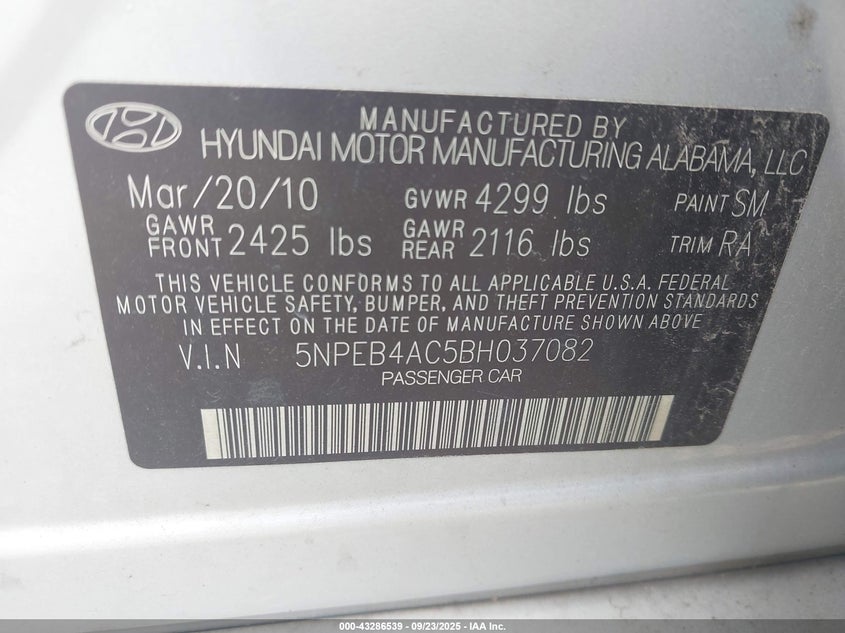 MANUFACTURED BY
HYUNDAI MOTOR MANUFACTURING ALABAMA, LLC
Mar/20/10 GVWR 4299 lbs PAINT SM
GAWR FRONT 2425 lbs GAWR REAR 2116 lbs TRIM RA
THIS VEHICLE CONFORMS TO ALL APPLICABLE U.S.A. FEDERAL
MOTOR VEHICLE SAFETY, BUMPER, AND THEFT PREVENTION STANDARDS
IN EFFECT ON THE DATE OF MANUFACTURE SHOWN ABOVE
V.I.N 5NPEB4AC5BH037082
PASSENGER CAR
000-43286539 - 09/23/2025 - IAA Inc.